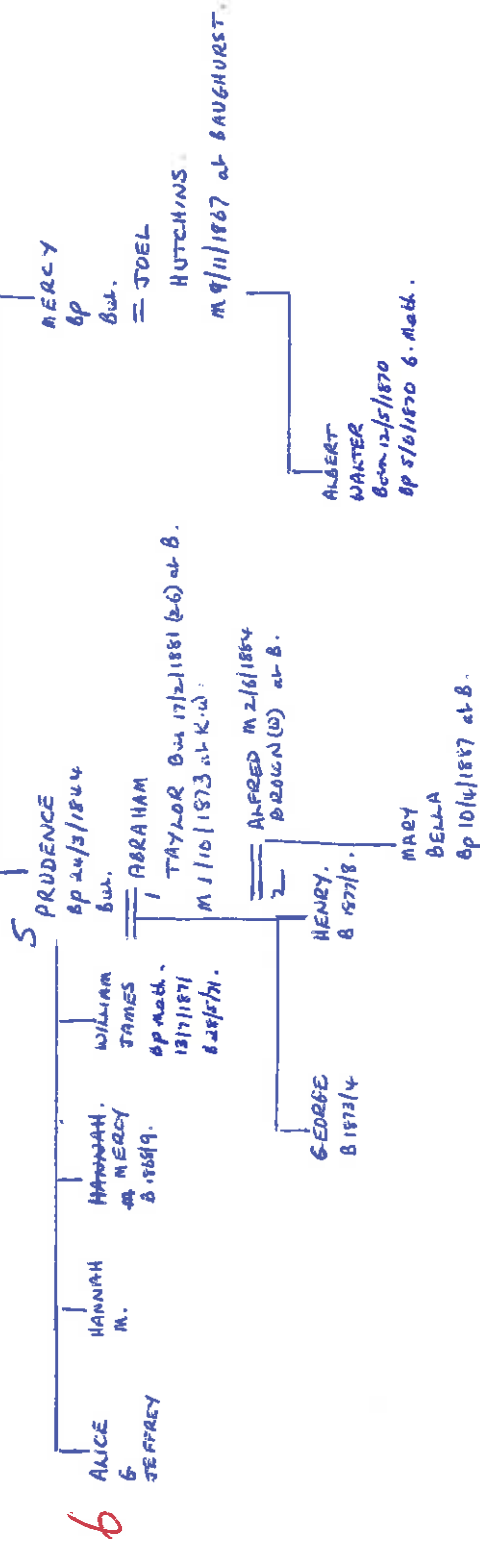 5
PRUDENCE
Bp 24/3/1844
Bur.
MERCY
Bp
Bur.
= JOEL
HUTCHINS.
M 9/11/1867 at BAUGHURST.
1
ABRAHAM
TAYLOR Bur 17/2/1881 (26) at B.
M 1/10/1873 at K.W.
2
ALFRED M 2/6/1884
BROWN (W) at B.
6
ALICE
G
JEFFREY
HANNAH
M.
HANNAH.
M MERCY
B.1868/9.
WILLIAM
JAMES
Bp Meth.
13/7/1871
B 28/5/71.
GEORGE
B 1873/4
HENRY.
B 1877/8.
MARY
BELLA
Bp 10/4/1887 at B.
ALBERT
WALTER
Born 12/5/1870
Bp 5/6/1870 6. Meth.